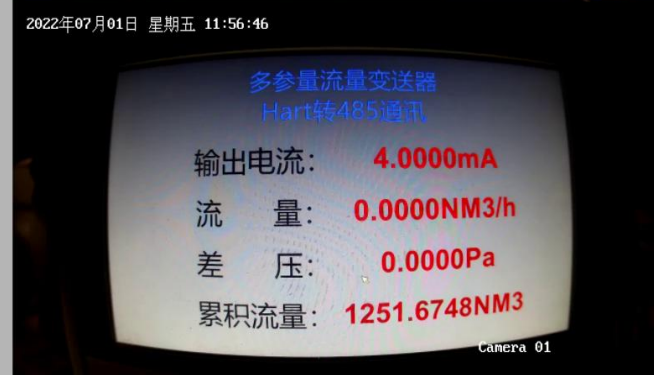 2022年07月01日 星期五 11:56:46
多参量流量变送器
Hart转485通讯
输出电流： 4.0000mA
流 量： 0.0000NM3/h
差 压： 0.0000Pa
累积流量： 1251.6748NM3
Camera 01